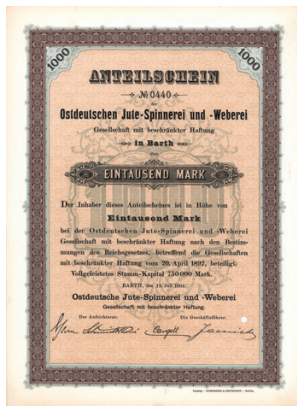 1000
1000
ANTEILSCHEIN
№ 0440
der
Ostdeutschen Jute-Spinnerei und -Weberei
Gesellschaft mit beschränkter Haftung
in Barth
EINTAUSEND MARK
Der Inhaber dieses Anteilscheines ist in Höhe von
Eintausend Mark
bei der Ostdeutschen Jute-Spinnerei und -Weberei
Gesellschaft mit beschränkter Haftung nach den Bestim-
mungen des Reichsgesetzes, betreffend die Gesellschaften
mit beschränkter Haftung vom 20. April 1892, beteiligt.
Vollgefreistetes Stamm-Kapital 750000 Mark.
BARTH, den 15. Juli 1901.
Ostdeutsche Jute-Spinnerei und -Weberei
Gesellschaft mit beschränkter Haftung.
Der Aufsichtsrat:
Die Geschäftsführer: